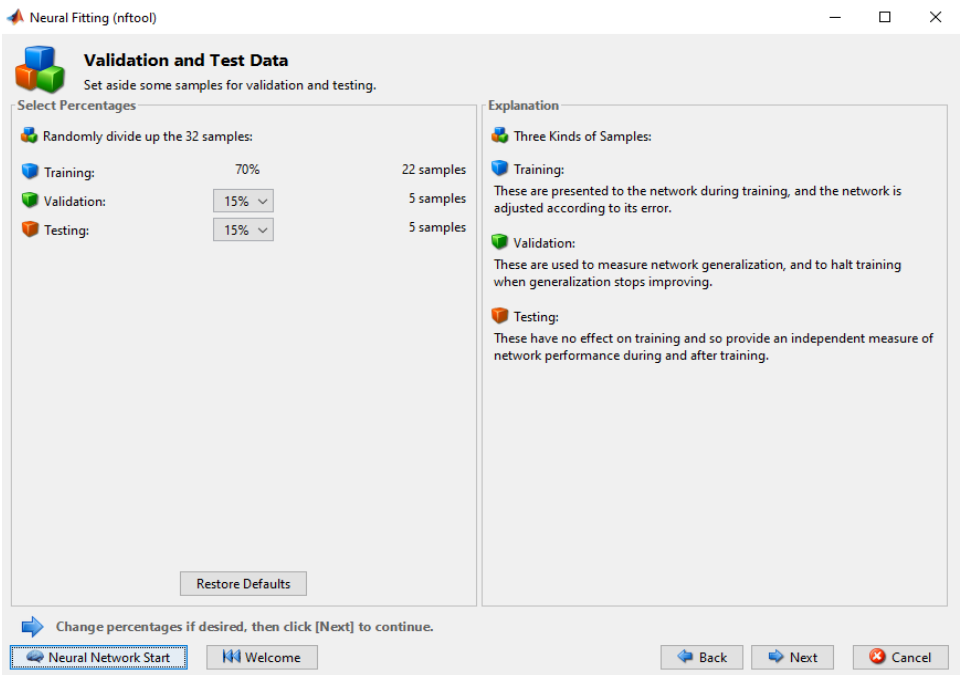 Neural Fitting (nftool)
Validation and Test Data
Set aside some samples for validation and testing.
Select Percentages
Randomly divide up the 32 samples:
Training: 70% 22 samples
Validation: 15% 5 samples
Testing: 15% 5 samples
Restore Defaults
Explanation
Three Kinds of Samples:
Training:
These are presented to the network during training, and the network is
adjusted according to its error.
Validation:
These are used to measure network generalization, and to halt training
when generalization stops improving.
Testing:
These have no effect on training and so provide an independent measure of
network performance during and after training.
Change percentages if desired, then click [Next] to continue.
Neural Network Start Welcome Back Next Cancel